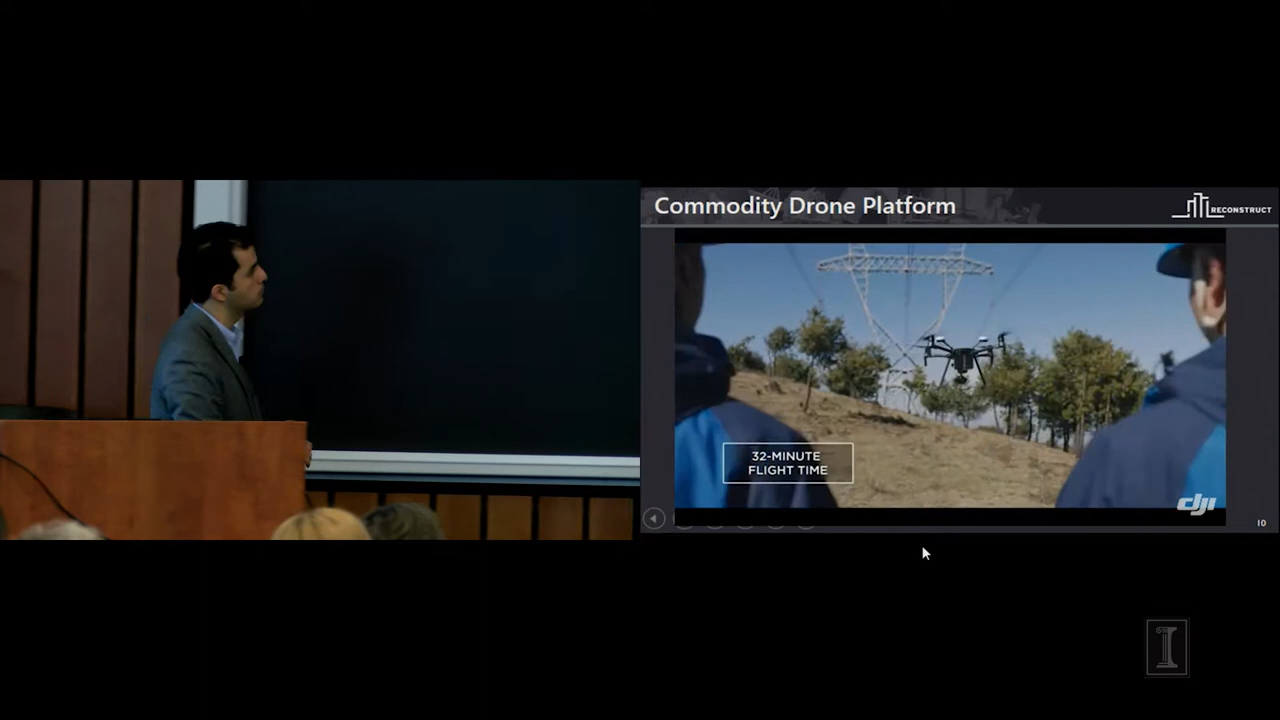 Commodity Drone Platform
RECONSTRUCT
32-MINUTE
FLIGHT TIME
dji
10
I